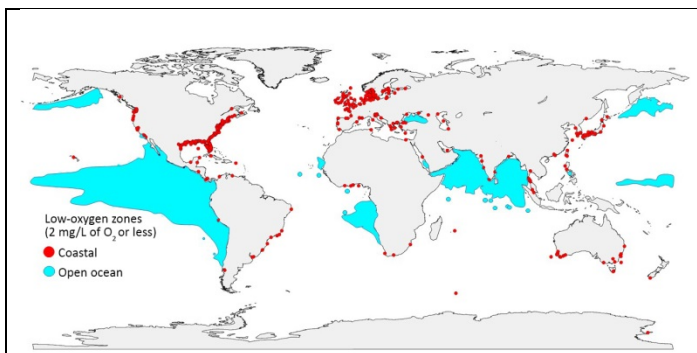 Low-oxygen zones
(2 mg/L of O₂ or less)
Coastal
Open ocean